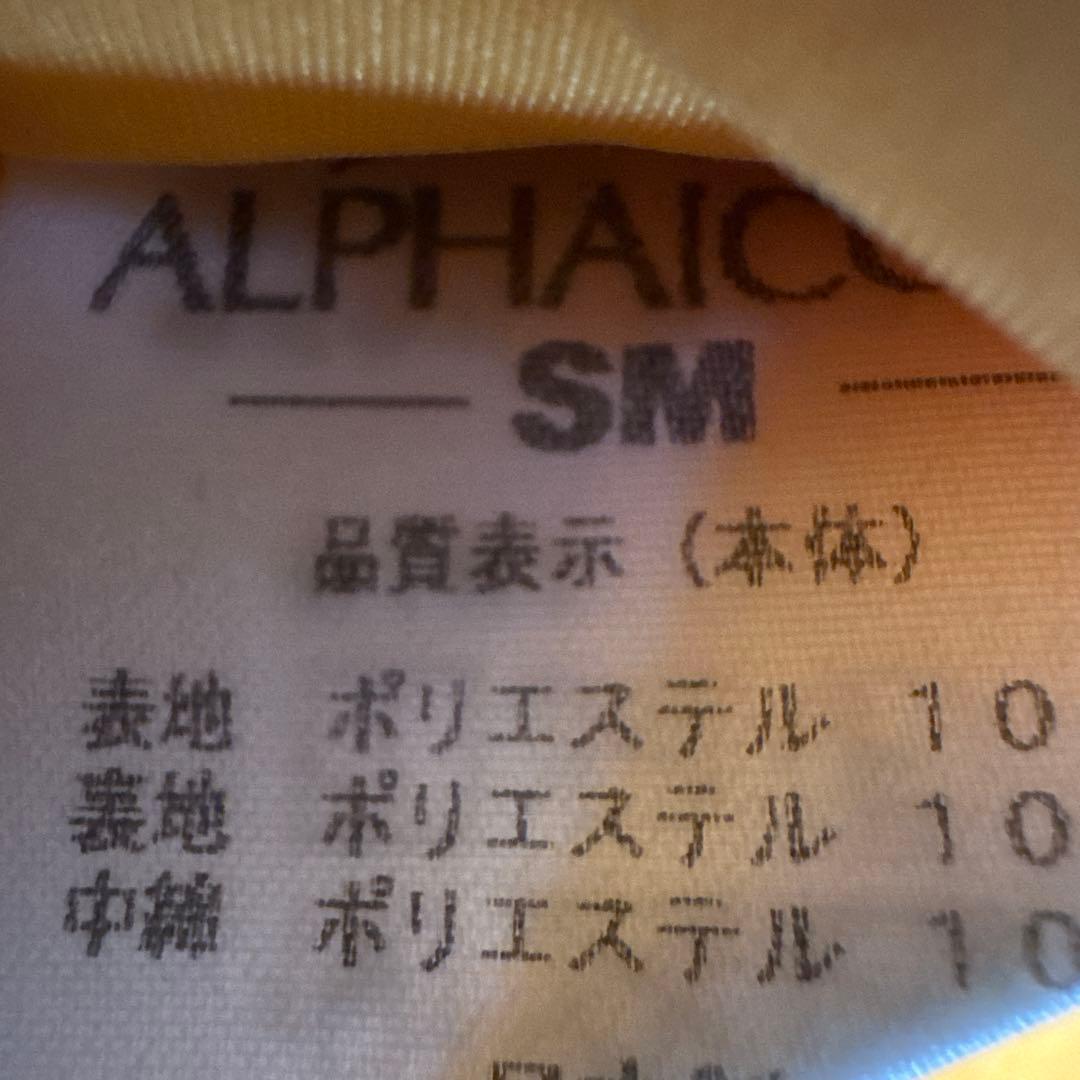 ALPHAIC
SM
品質表示（本体）
表地 ポリエステル 10
裏地 ポリエステル 10
中綿 ポリエステル 10